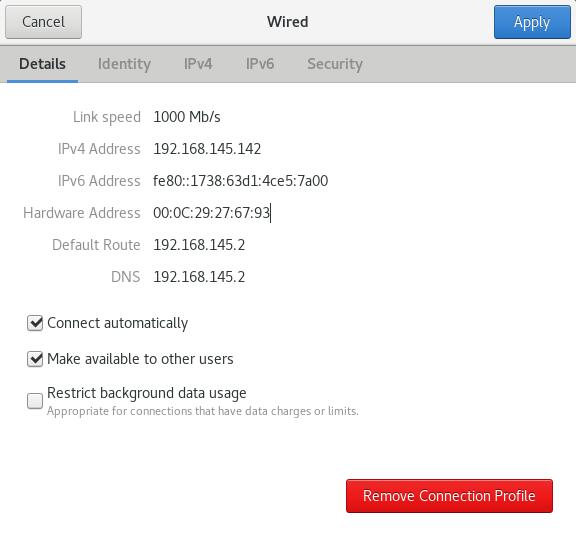 Cancel Wired Apply
Details Identity IPv4 IPv6 Security
Link speed 1000 Mb/s
IPv4 Address 192.168.145.142
IPv6 Address fe80::1738:63d1:4ce5:7a00
Hardware Address 00:0C:29:27:67:93
Default Route 192.168.145.2
DNS 192.168.145.2
Connect automatically
Make available to other users
Restrict background data usage
Appropriate for connections that have data charges or limits.
Remove Connection Profile